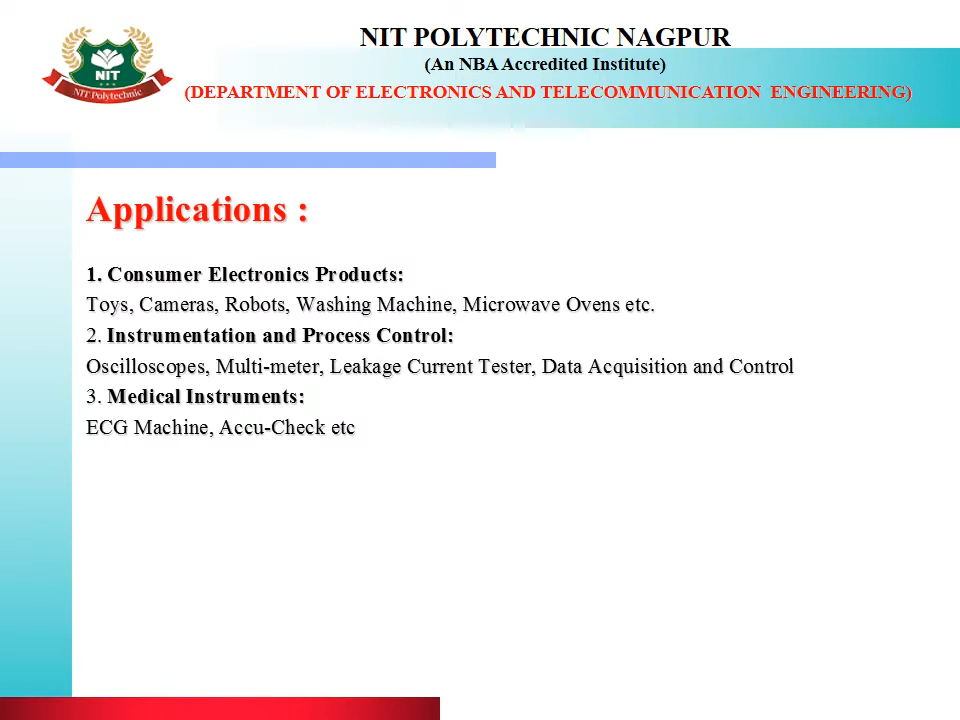 NIT POLYTECHNIC NAGPUR
(An NBA Accredited Institute)
(DEPARTMENT OF ELECTRONICS AND TELECOMMUNICATION ENGINEERING)
NIT
NIT Polytechnic
Applications :
1. Consumer Electronics Products:
Toys, Cameras, Robots, Washing Machine, Microwave Ovens etc.
2. Instrumentation and Process Control:
Oscilloscopes, Multi-meter, Leakage Current Tester, Data Acquisition and Control
3. Medical Instruments:
ECG Machine, Accu-Check etc